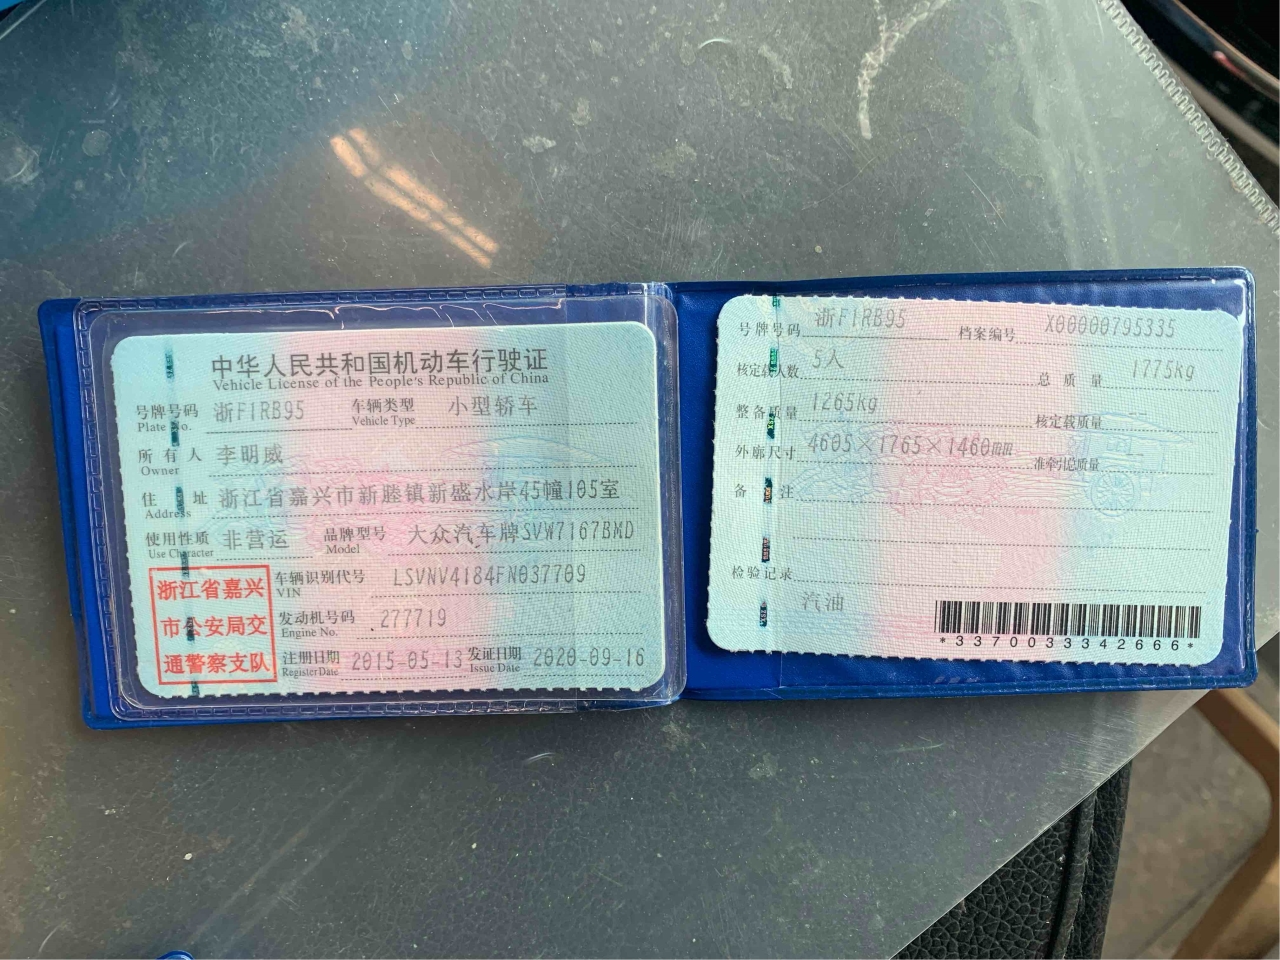 中华人民共和国机动车行驶证
Vehicle License of the People's Republic of China
号牌号码 浙F1RB95 车辆类型 小型轿车
Plate No. Vehicle Type
所有人 李明威
Owner
住址 浙江省嘉兴市新塍镇新盛水岸45幢105室
Address
使用性质 非营运 品牌型号 大众汽车牌SVW7167BMD
Use Character Model
浙江省嘉兴
市公安局交
通警察支队
车辆识别代号 LSVNV4184FN037709
VIN
发动机号码 277719
Engine No.
注册日期 2015-05-13 发证日期 2020-09-16
Register Date Issue Date
号牌号码 浙F1RB95 档案编号 X00000795335
核定载人数 5人 总质量 1775kg
整备质量 1265kg 核定载质量
外廓尺寸 4605×1765×1460mm 准牵引总质量
备注
检验记录
汽油
*3370033342666*